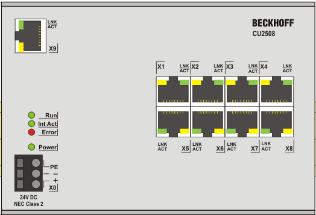 LNK
ACT
X9
BECKHOFF
CU2508
X1 LNK
ACT
X2 LNK
ACT
X3 LNK
ACT
X4 LNK
ACT
Run
Int Act
Error
Power
LNK
ACT X5
LNK
ACT X6
LNK
ACT X7
LNK
ACT X8
PE
−
+
X0
24V DC
NEC Class 2